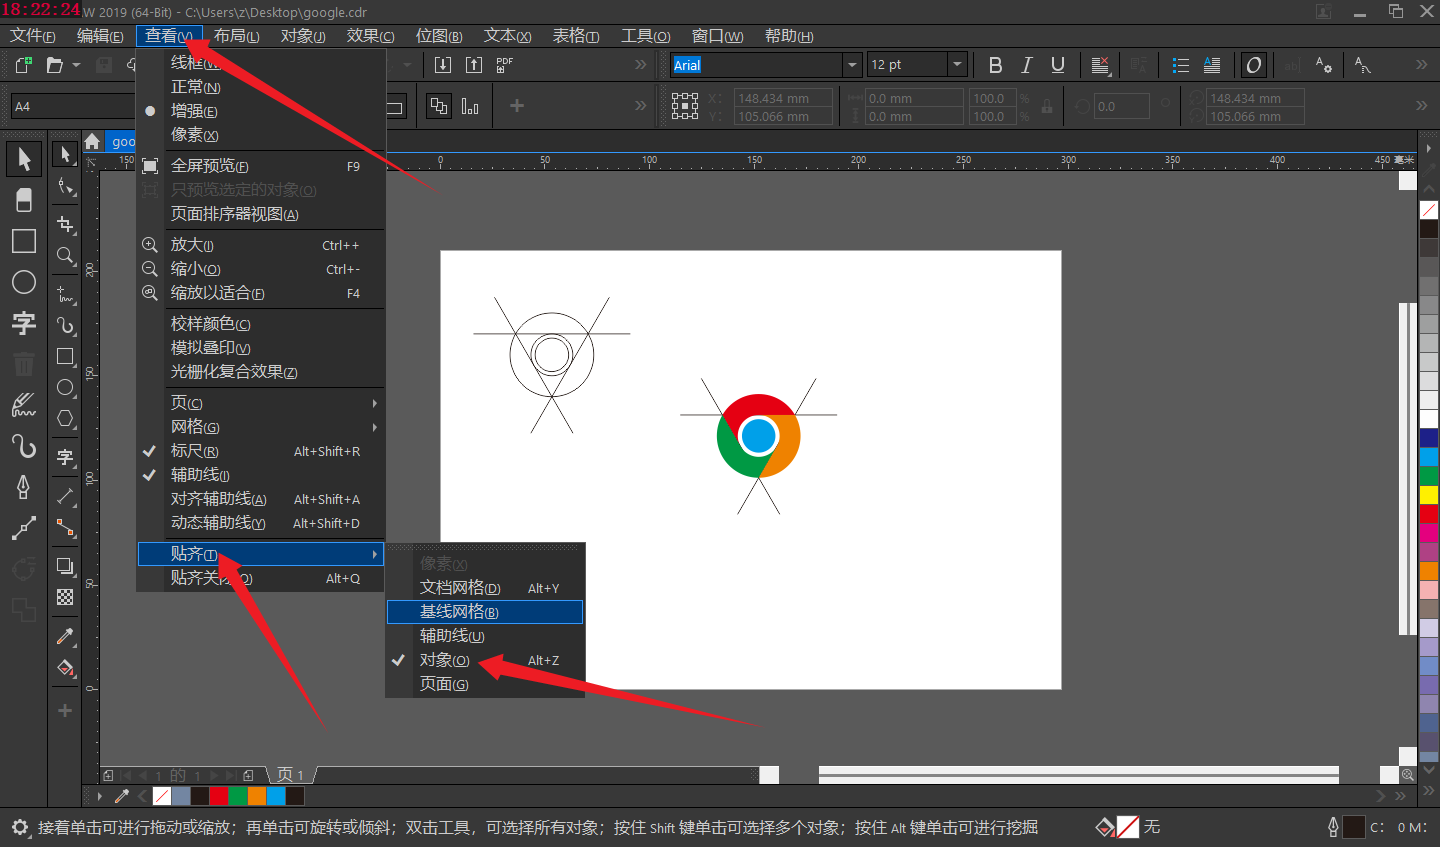 18:22:24
W 2019 (64-Bit) - C:\Users\z\Desktop\google.cdr
文件(F) 编辑(E) 查看(V) 布局(L) 对象(J) 效果(C) 位图(B) 文本(X) 表格(T) 工具(O) 窗口(W) 帮助(H)
PDF Arial 12 pt B I U O ab|
A4 X: 148.434 mm 0.0 mm 100.0 % 0.0 148.434 mm
Y: 105.066 mm 0.0 mm 100.0 % 105.066 mm
goo
150 0 50 100 150 200 250 300 350 400 450 毫米
线框(W)
正常(N)
增强(E)
像素(X)
全屏预览(F) F9
只预览选定的对象(O)
页面排序器视图(A)
放大(I) Ctrl++
缩小(O) Ctrl+-
缩放以适合(F) F4
校样颜色(C)
模拟叠印(V)
光栅化复合效果(Z)
页(C)
网格(G)
标尺(R) Alt+Shift+R
辅助线(I)
对齐辅助线(A) Alt+Shift+A
动态辅助线(Y) Alt+Shift+D
贴齐(T)
贴齐关闭(O) Alt+Q
像素(X)
文档网格(D) Alt+Y
基线网格(B)
辅助线(U)
对象(O) Alt+Z
页面(G)
字
字
200
150
100
50
0
1 的 1 页 1
接着单击可进行拖动或缩放；再单击可旋转或倾斜；双击工具，可选择所有对象；按住 Shift 键单击可选择多个对象；按住 Alt 键单击可进行挖掘 无 C: 0 M: